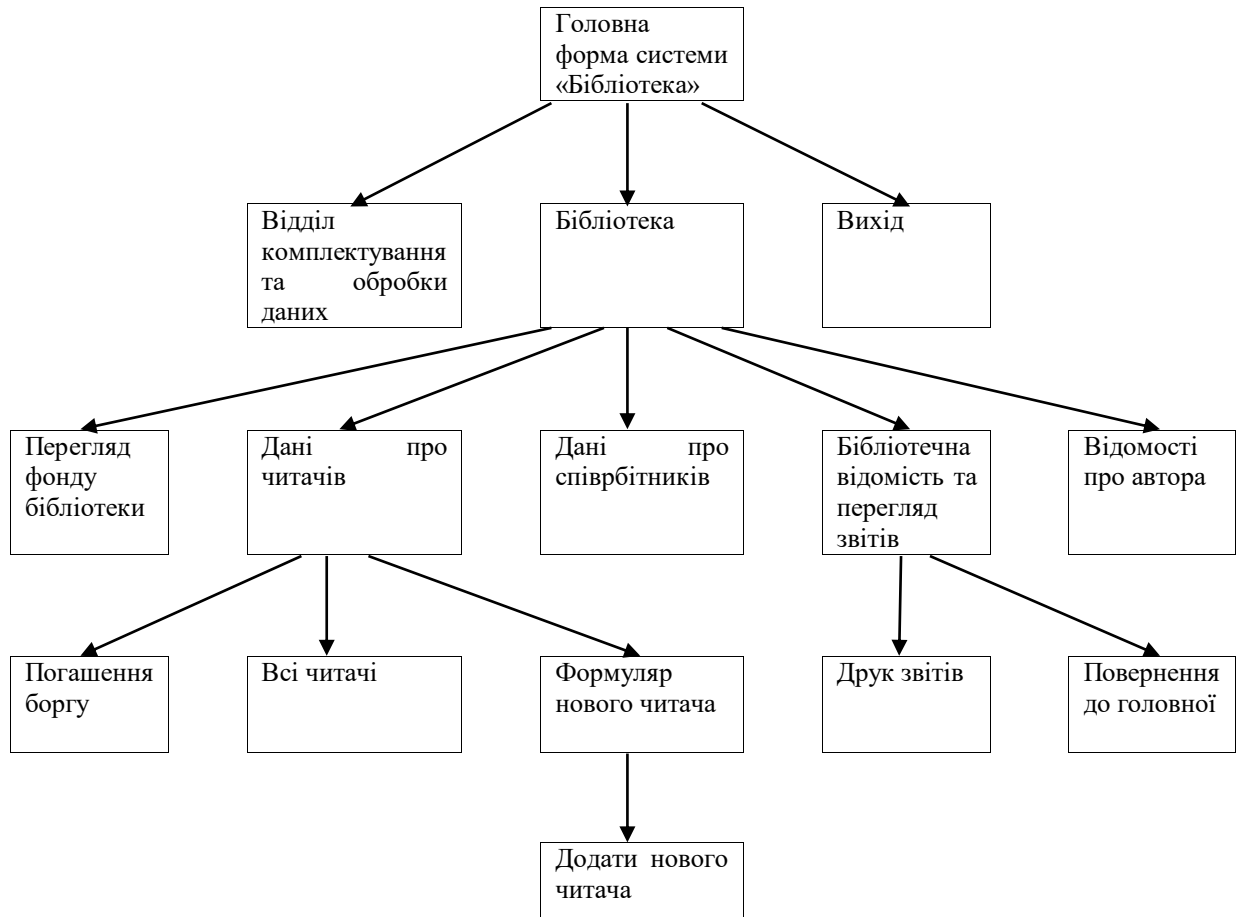 Головна
форма системи
«Бібліотека»
Відділ
комплектування
та обробки
даних
Бібліотека
Вихід
Перегляд
фонду
бібліотеки
Дані про
читачів
Дані про
співрбітників
Бібліотечна
відомість та
перегляд
звітів
Відомості
про автора
Погашення
боргу
Всі читачі
Формуляр
нового читача
Друк звітів
Повернення
до головної
Додати нового
читача